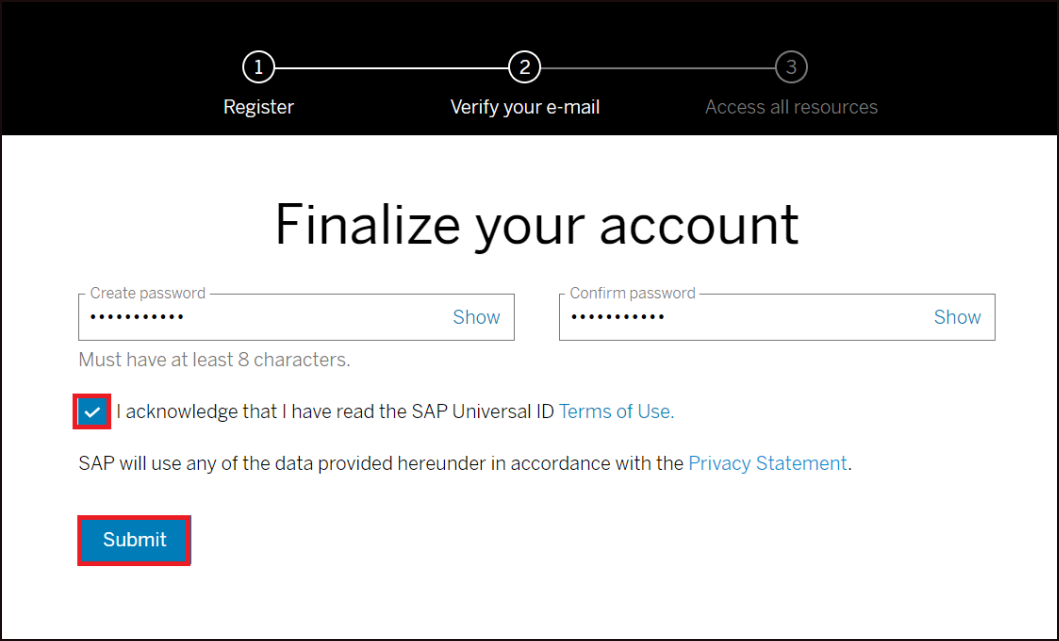 1 2 3
Register Verify your e-mail Access all resources
Finalize your account
Create password Confirm password
••••••••••• Show ••••••••••• Show
Must have at least 8 characters.
I acknowledge that I have read the SAP Universal ID Terms of Use.
SAP will use any of the data provided hereunder in accordance with the Privacy Statement.
Submit